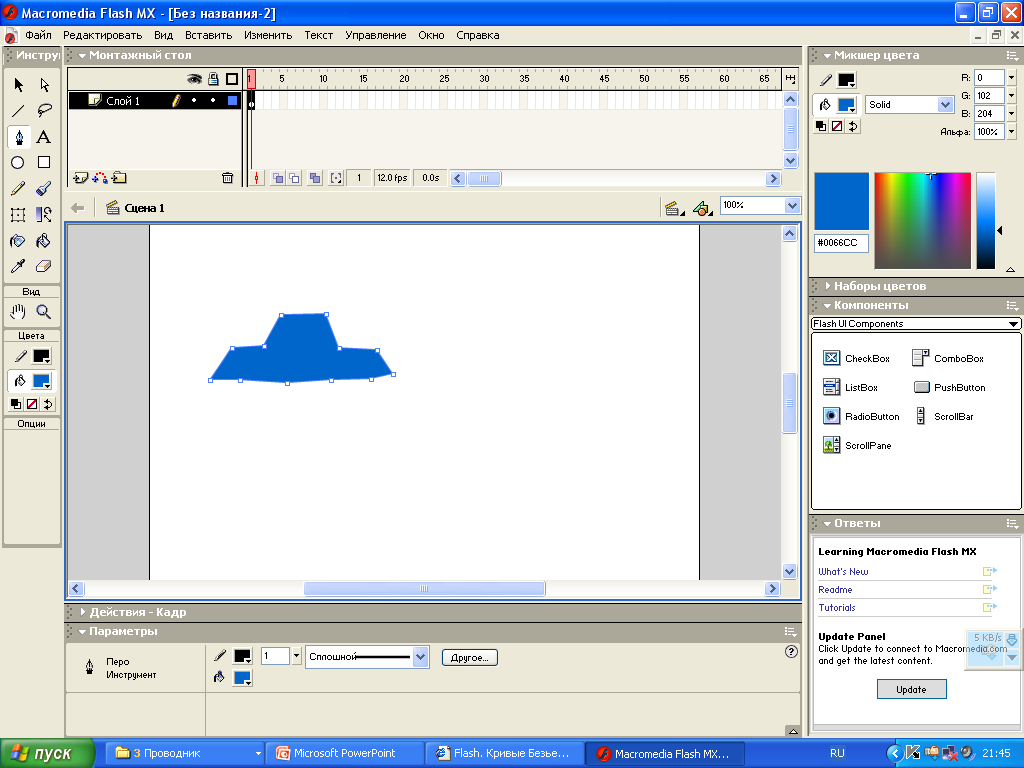 Macromedia Flash MX - [Без названия-2]
Файл Редактировать Вид Вставить Изменить Текст Управление Окно Справка
Инстру
Монтажный стол
Микшер цвета
1 5 10 15 20 25 30 35 40 45 50 55 60 65
Слой 1
1 12.0 fps 0.0s
Сцена 1
100%
Вид
Цвета
Опции
R: 0
Solid
G: 102
B: 204
Альфа: 100%
#0066CC
Наборы цветов
Компоненты
Flash UI Components
CheckBox ComboBox
ListBox PushButton
RadioButton ScrollBar
ScrollPane
Ответы
Learning Macromedia Flash MX
What's New
Readme
Tutorials
Update Panel
Click Update to connect to Macromedia.com
and get the latest content.
5 KB/s
Update
Действия - Кадр
Параметры
Перо
Инструмент
1 Сплошной Другое...
пуск 3 Проводник Microsoft PowerPoint Flash. Кривые Безье... Macromedia Flash MX... RU 21:45